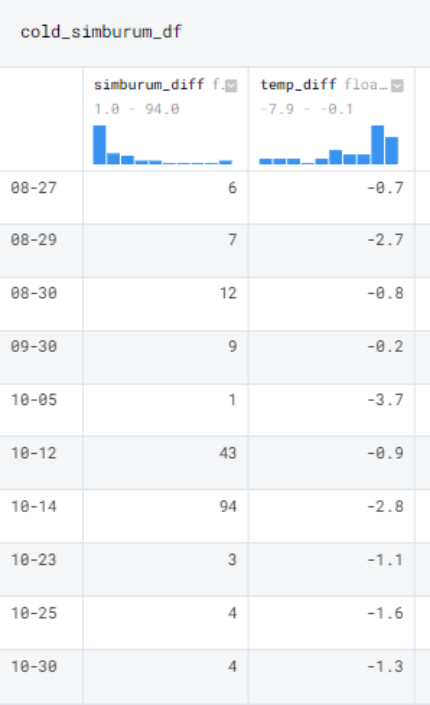 cold_simburum_df
simburum_diff f… temp_diff floa…
1.0 - 94.0 -7.9 - -0.1
08-27 6 -0.7
08-29 7 -2.7
08-30 12 -0.8
09-30 9 -0.2
10-05 1 -3.7
10-12 43 -0.9
10-14 94 -2.8
10-23 3 -1.1
10-25 4 -1.6
10-30 4 -1.3